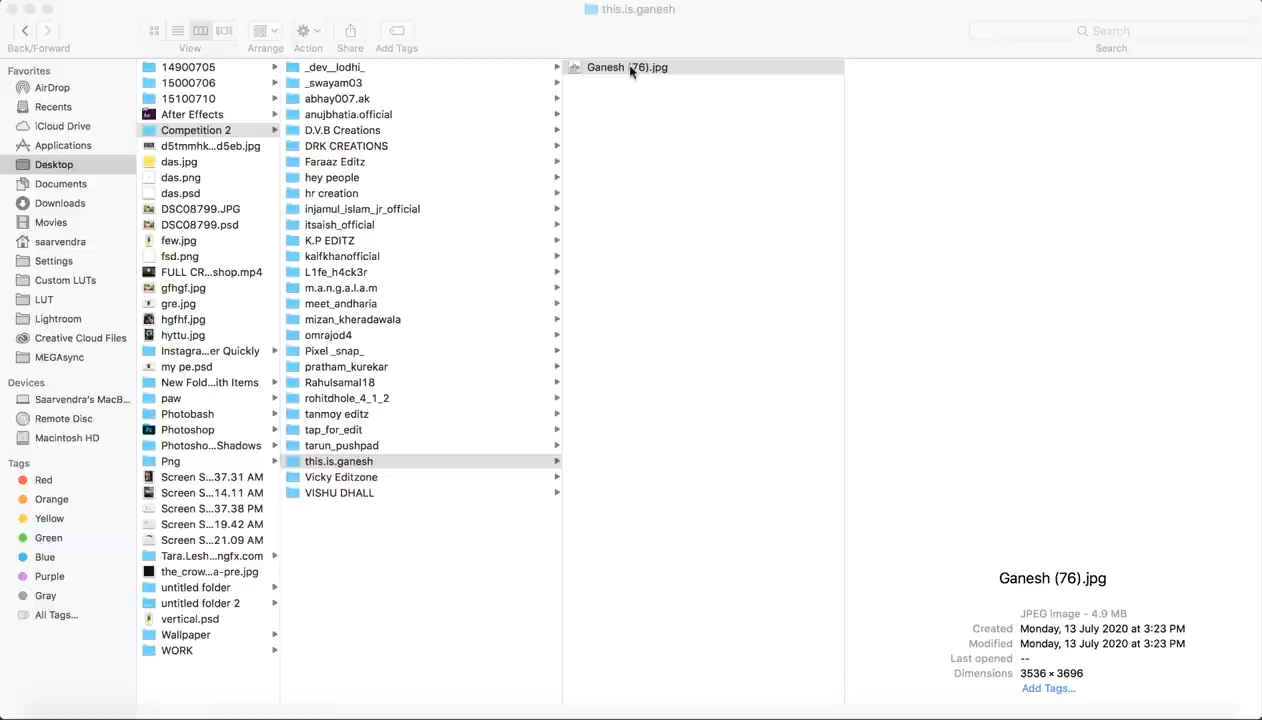 this.is.ganesh
Back/Forward
View
Arrange
Action
Share
Add Tags
Search
Search
Favorites
AirDrop
Recents
iCloud Drive
Applications
Desktop
Documents
Downloads
Movies
saarvendra
Settings
Custom LUTs
LUT
Lightroom
Creative Cloud Files
MEGAsync
Devices
Saarvendra's MacB...
Remote Disc
Macintosh HD
Tags
Red
Orange
Yellow
Green
Blue
Purple
Gray
All Tags...
14900705
15000706
15100710
After Effects
Competition 2
d5tmmhk...d5eb.jpg
das.jpg
das.png
das.psd
DSC08799.JPG
DSC08799.psd
few.jpg
fsd.png
FULL CR...shop.mp4
gfhgf.jpg
gre.jpg
hgfhf.jpg
hyttu.jpg
Instagra...er Quickly
my pe.psd
New Fold...ith Items
paw
Photobash
Photoshop
Photosho...Shadows
Png
Screen S...37.31 AM
Screen S...14.11 AM
Screen S...37.38 PM
Screen S...19.42 AM
Screen S...21.09 AM
Tara.Lesh...ngfx.com
the_crow...a-pre.jpg
untitled folder
untitled folder 2
vertical.psd
Wallpaper
WORK
_dev__lodhi_
_swayam03
abhay007.ak
anujbhatia.official
D.V.B Creations
DRK CREATIONS
Faraaz Editz
hey people
hr creation
injamul_islam_jr_official
itsaish_official
K.P EDITZ
kaifkhanofficial
L1fe_h4ck3r
m.a.n.g.a.l.a.m
meet_andharia
mizan_kheradawala
omrajod4
Pixel _snap_
pratham_kurekar
Rahulsamal18
rohitdhole_4_1_2
tanmoy editz
tap_for_edit
tarun_pushpad
this.is.ganesh
Vicky Editzone
VISHU DHALL
Ganesh (76).jpg
Ganesh (76).jpg
JPEG Image - 4.9 MB
Created Monday, 13 July 2020 at 3:23 PM
Modified Monday, 13 July 2020 at 3:23 PM
Last opened --
Dimensions 3536 × 3696
Add Tags...